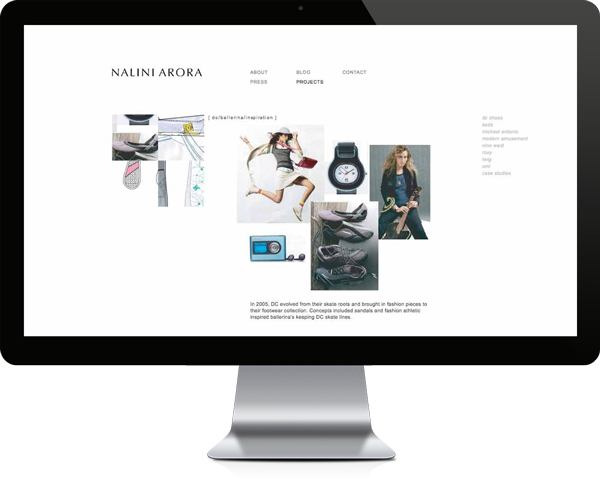 NALINI ARORA
ABOUT BLOG CONTACT
PRESS PROJECTS
[ dc/ballerina/inspiration ]
dc shoes
keds
michael antonio
modern amusement
nine west
roxy
twig
uml
case studies
In 2005, DC evolved from their skate roots and brought in fashion pieces to
their footwear collection. Concepts included sandals and fashion athletic
inspired ballerina's keeping DC skate lines.